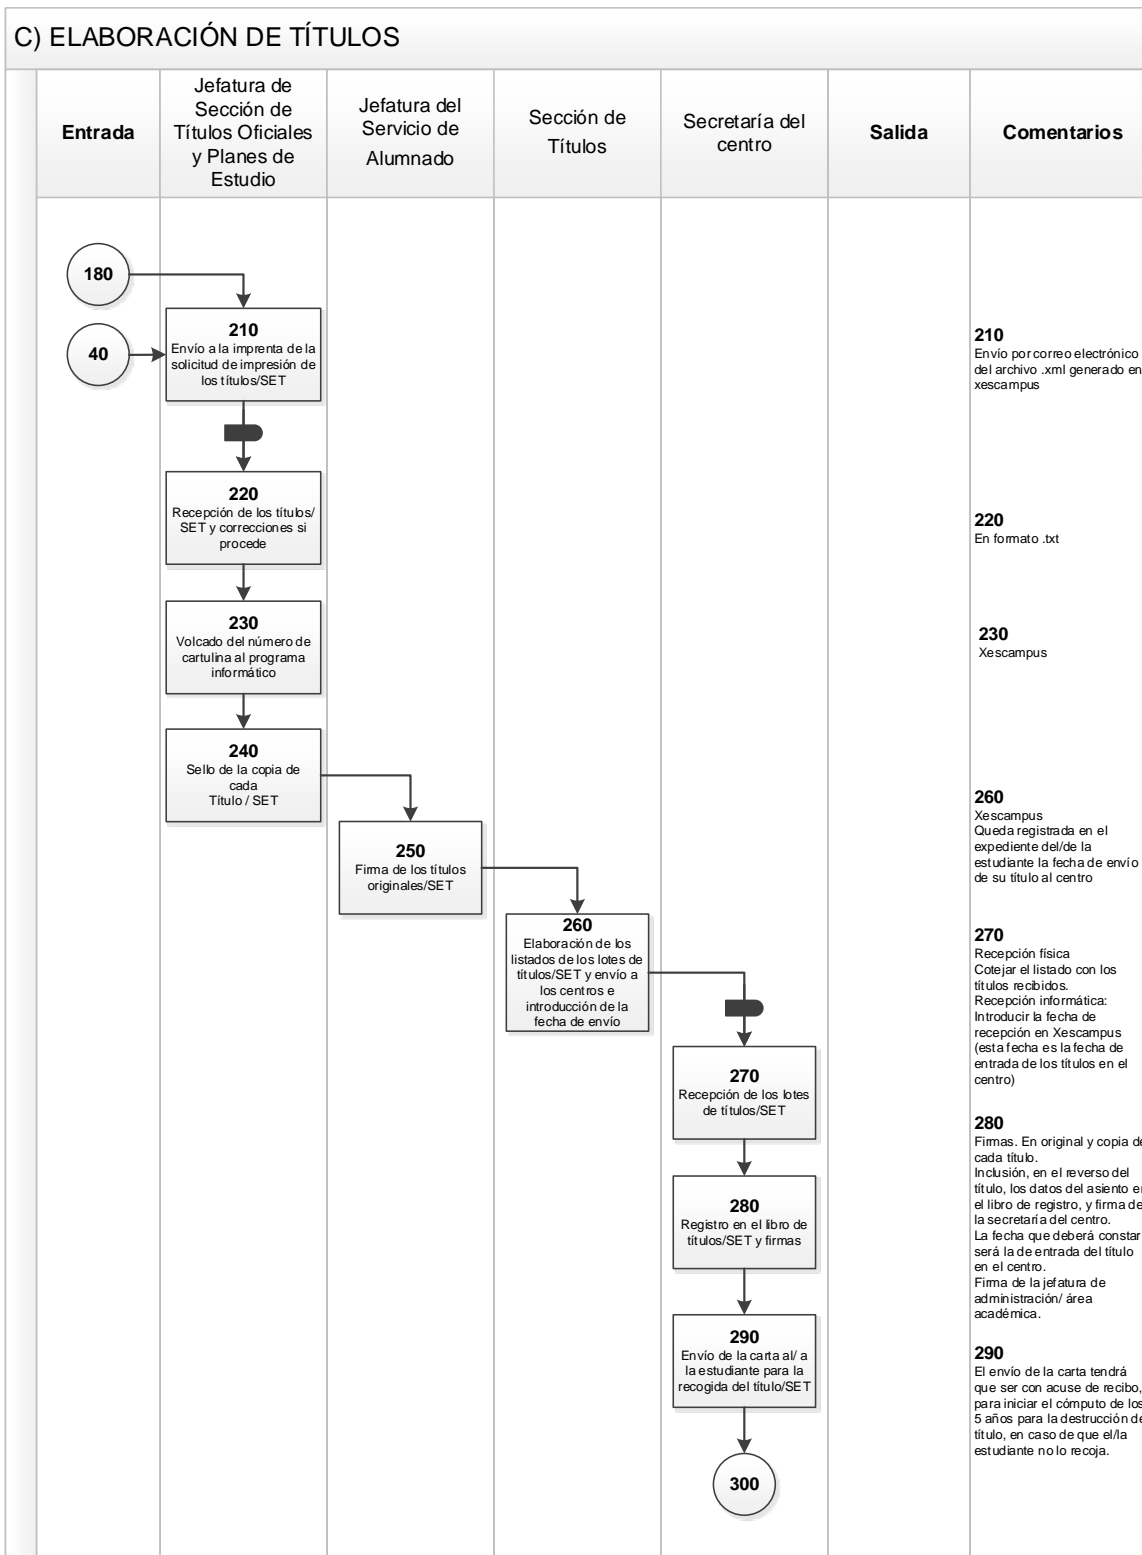 C) ELABORACIÓN DE TÍTULOS
Entrada
Jefatura de
Sección de
Títulos Oficiales
y Planes de
Estudio
Jefatura del
Servicio de
Alumnado
Sección de
Títulos
Secretaría del
centro
Salida
Comentarios
180
40
210
Envío a la imprenta de la
solicitud de impresión de
los títulos/SET
220
Recepción de los títulos/
SET y correcciones si
procede
230
Volcado del número de
cartulina al programa
informático
240
Sello de la copia de
cada
Título / SET
250
Firma de los títulos
originales/SET
260
Elaboración de los
listados de los lotes de
títulos/SET y envío a
los centros e
introducción de la
fecha de envío
270
Recepción de los lotes
de títulos/SET
280
Registro en el libro de
títulos/SET y firmas
290
Envío de la carta al/ a
la estudiante para la
recogida del título/SET
300
210
Envío por correo electrónico
del archivo .xml generado en
xescampus
220
En formato .txt
230
Xescampus
260
Xescampus
Queda registrada en el
expediente del/de la
estudiante la fecha de envío
de su título al centro
270
Recepción física
Cotejar el listado con los
títulos recibidos.
Recepción informática:
Introducir la fecha de
recepción en Xescampus
(esta fecha es la fecha de
entrada de los títulos en el
centro)
280
Firmas. En original y copia de
cada título.
Inclusión, en el reverso del
título, los datos del asiento en
el libro de registro, y firma de
la secretaría del centro.
La fecha que deberá constar
será la de entrada del título
en el centro.
Firma de la jefatura de
administración/ área
académica.
290
El envío de la carta tendrá
que ser con acuse de recibo,
para iniciar el cómputo de los
5 años para la destrucción de
título, en caso de que el/la
estudiante no lo recoja.